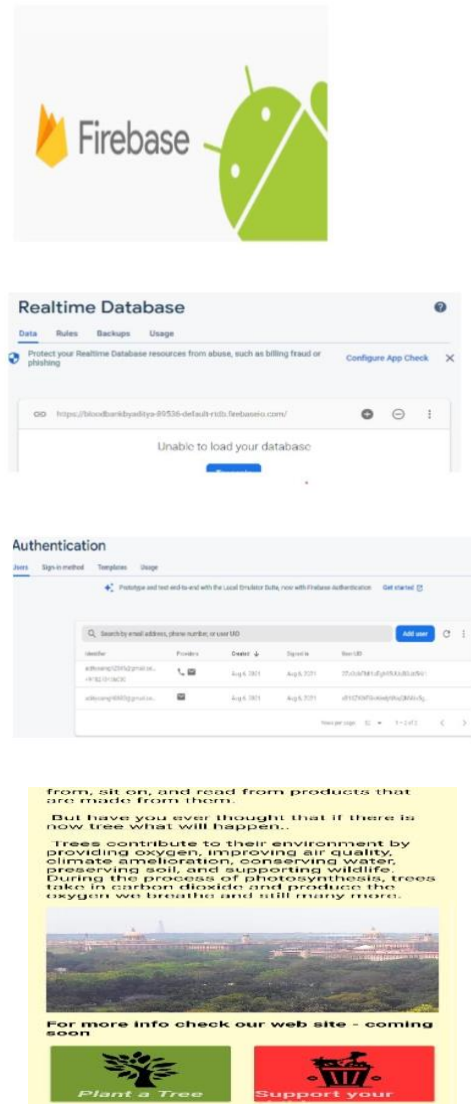 Firebase
Realtime Database
Data Rules Backups Usage
Protect your Realtime Database resources from abuse, such as billing fraud or
phishing
Configure App Check
https://bloodbankbyaditya-89536-default-rtdb.firebaseio.com/
Unable to load your database
Authentication
Users Sign-in method Templates Usage
Prototype and test end-to-end with the Local Emulator Suite, now with Firebase Authentication Get started
Search by email address, phone number, or user UID
Add user
Identifier Providers Created Signed In User UID
Aug 6, 2021 Aug 6, 2021
Aug 6, 2021 Aug 6, 2021
Rows per page: 1 – 2 of 2
from, sit on, and read from products that
are made from them.
But have you ever thought that if there is
now tree what will happen..
Trees contribute to their environment by
providing oxygen, improving air quality,
climate amelioration, conserving water,
preserving soil, and supporting wildlife.
During the process of photosynthesis, trees
take in carbon dioxide and produce the
oxygen we breathe and still many more.
For more info check our web site - coming
soon
Plant a Tree
Support your